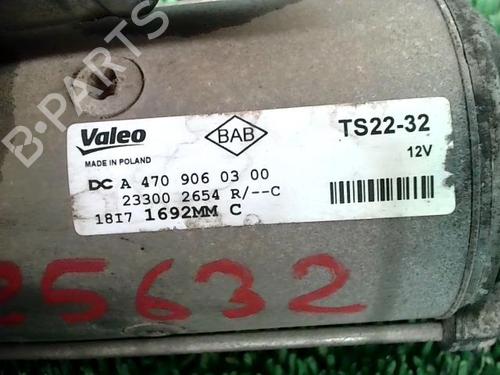 B-PARTS
Valeo
MADE IN POLAND
BAB
TS22-32
12V
DC A 470 906 03 00
23300 2654 R/--C
18I7 1692MM C
25632